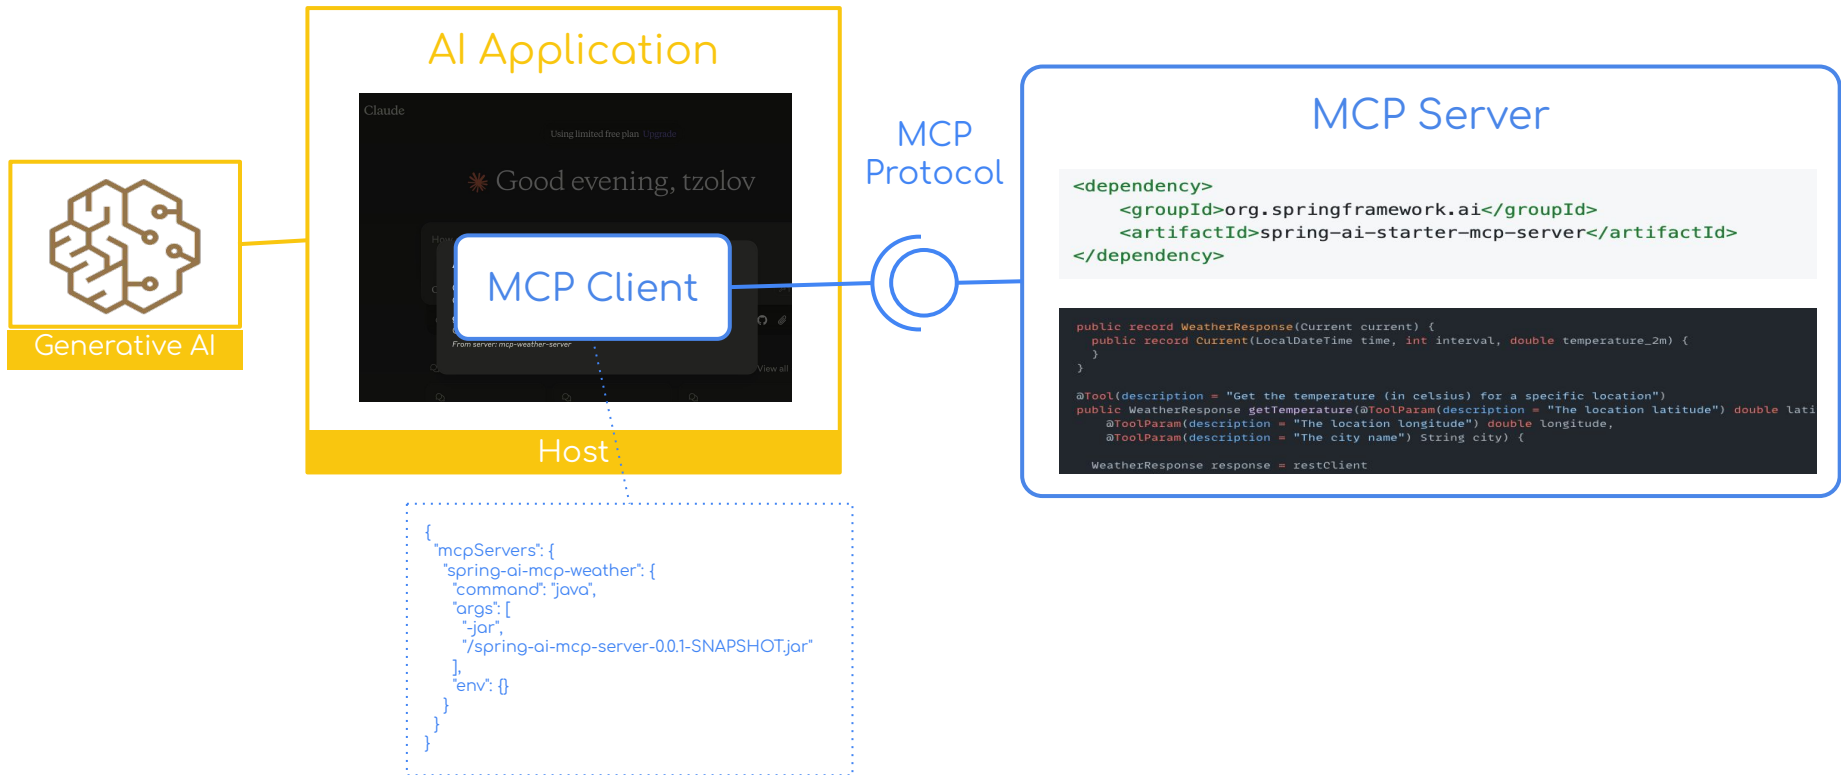 AI Application
Claude
Using limited free plan Upgrade
Good evening, tzolov
MCP Client
From server: mcp-weather-server
View all
Host
Generative AI
MCP
Protocol
MCP Server
<dependency>
<groupId>org.springframework.ai</groupId>
<artifactId>spring-ai-starter-mcp-server</artifactId>
</dependency>
public record WeatherResponse(Current current) {
public record Current(LocalDateTime time, int interval, double temperature_2m) {
}
}
@Tool(description = "Get the temperature (in celsius) for a specific location")
public WeatherResponse getTemperature(@ToolParam(description = "The location latitude") double lati
@ToolParam(description = "The location longitude") double longitude,
@ToolParam(description = "The city name") String city) {
WeatherResponse response = restClient
{
"mcpServers": {
"spring-ai-mcp-weather": {
"command": "java",
"args": [
"-jar",
"/spring-ai-mcp-server-0.0.1-SNAPSHOT.jar"
],
"env": {}
}
}
}